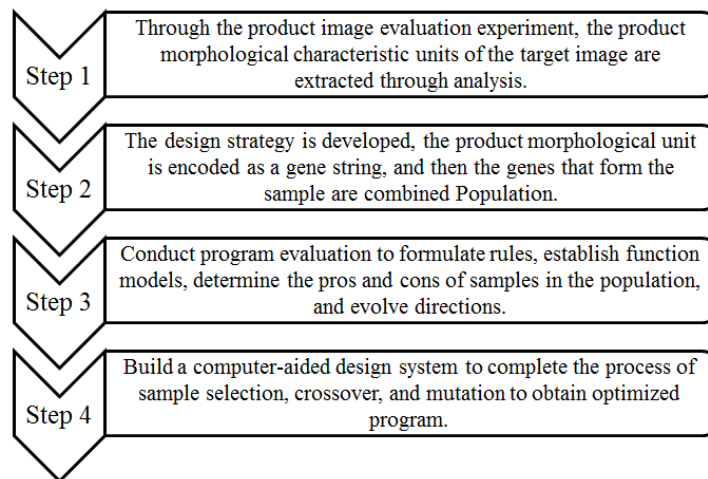 Step 1
Through the product image evaluation experiment, the product
morphological characteristic units of the target image are
extracted through analysis.
Step 2
The design strategy is developed, the product morphological unit
is encoded as a gene string, and then the genes that form the
sample are combined Population.
Step 3
Conduct program evaluation to formulate rules, establish function
models, determine the pros and cons of samples in the population,
and evolve directions.
Step 4
Build a computer-aided design system to complete the process of
sample selection, crossover, and mutation to obtain optimized
program.